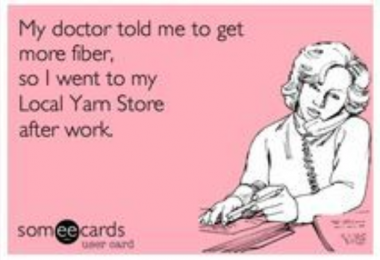 My doctor told me to get
more fiber,
so I went to my
Local Yarn Store
after work.
someecards
user card